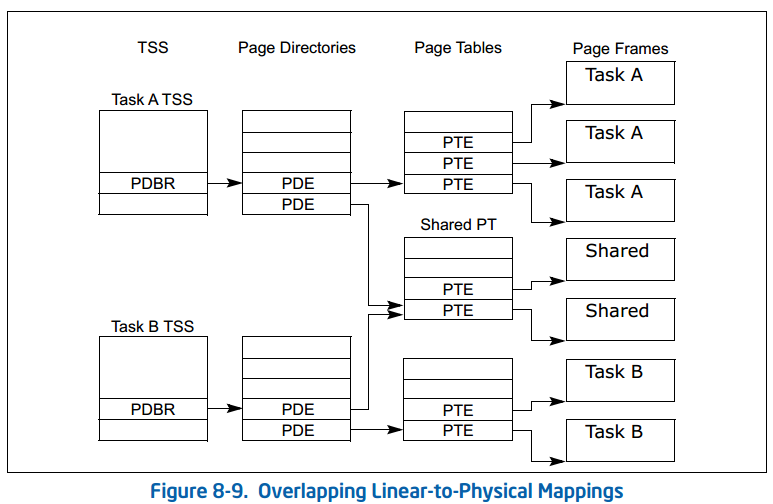 TSS Page Directories Page Tables Page Frames
Task A TSS
Task A
PTE
Task A
PTE
PDBR PDE PTE
Task A
PDE
Shared PT
Shared
PTE
PTE
Shared
Task B TSS
Task B
PDBR PDE PTE
PDE PTE
Task B
Figure 8-9. Overlapping Linear-to-Physical Mappings